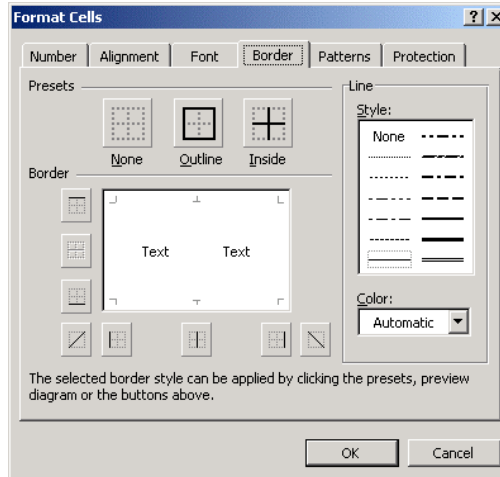 Format Cells
Number Alignment Font Border Patterns Protection
Presets
None Outline Inside
Border
Text Text
Line
Style:
None
Color:
Automatic
The selected border style can be applied by clicking the presets, preview
diagram or the buttons above.
OK Cancel